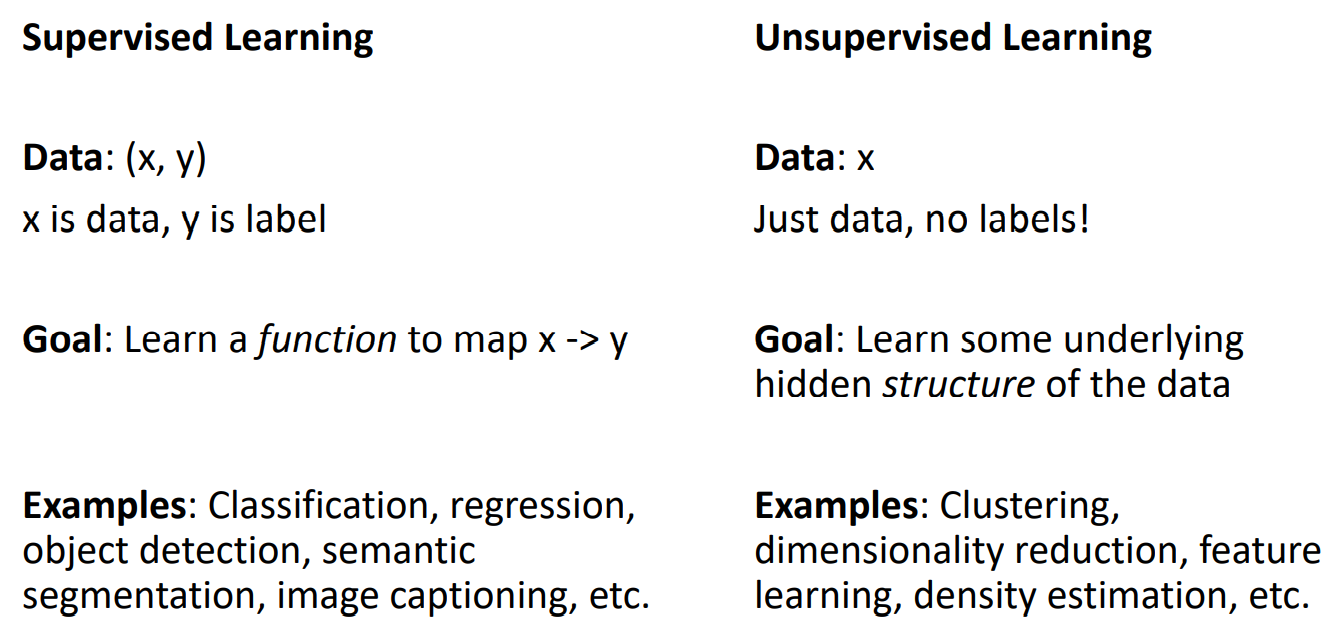 Supervised Learning
Data: (x, y)
x is data, y is label
Goal: Learn a function to map x -> y
Examples: Classification, regression,
object detection, semantic
segmentation, image captioning, etc.
Unsupervised Learning
Data: x
Just data, no labels!
Goal: Learn some underlying
hidden structure of the data
Examples: Clustering,
dimensionality reduction, feature
learning, density estimation, etc.